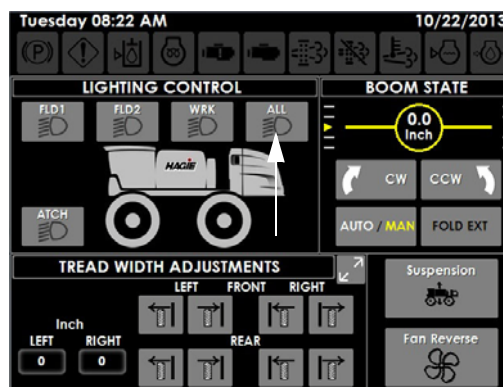 Tuesday 08:22 AM 10/22/2013
(P)
LIGHTING CONTROL
FLD1 FLD2 WRK ALL
HAGIE
ATCH
BOOM STATE
0.0
Inch
CW CCW
AUTO / MAN FOLD EXT
TREAD WIDTH ADJUSTMENTS
LEFT FRONT RIGHT
Inch
LEFT RIGHT
0 0
REAR
Suspension
Fan Reverse